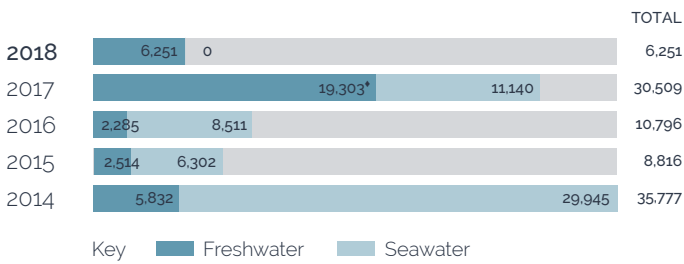 TOTAL
2018 6,251 0 6,251
2017 19,303♦ 11,140 30,509
2016 2,285 8,511 10,796
2015 2,514 6,302 8,816
2014 5,832 29,945 35,777
Key Freshwater Seawater